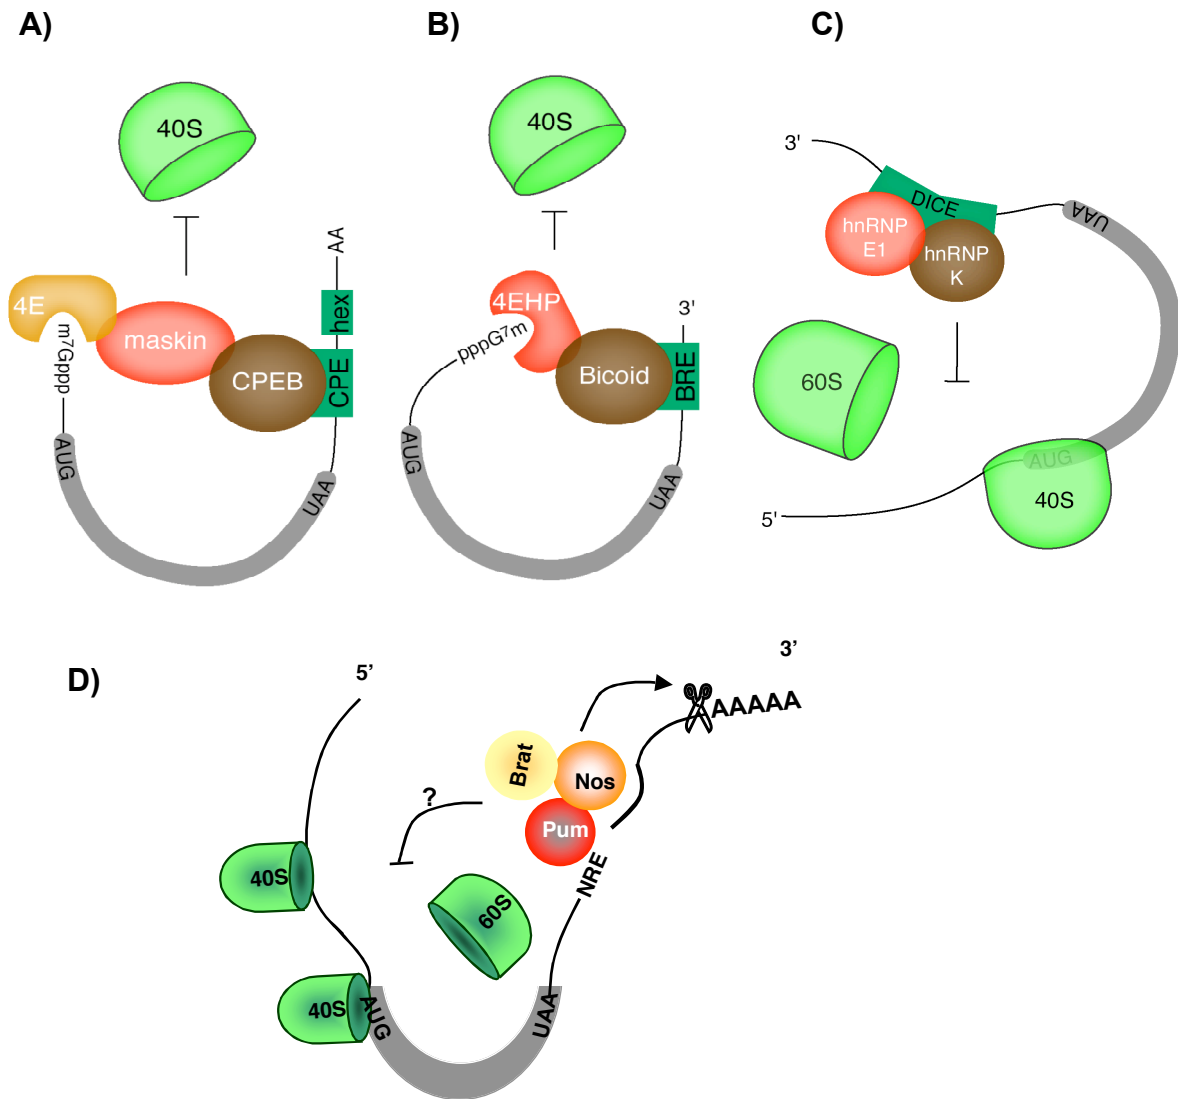 A)
B)
C)
40S
4E
m⁷Gppp
maskin
CPEB
CPE
hex
AA
AUG
UAA
40S
4EHP
pppG⁷m
Bicoid
BRE
3'
AUG
UAA
3'
DICE
hnRNP
E1
hnRNP
K
UAA
60S
AUG
40S
5'
D)
5’
3’
AAAAA
Brat
Nos
Pum
?
NRE
40S
60S
40S
AUG
UAA